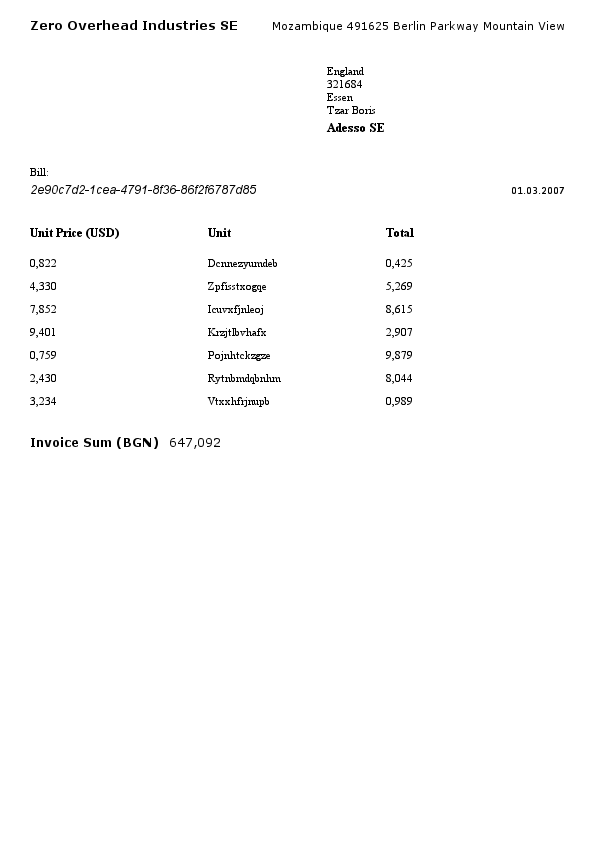 Zero Overhead Industries SE Mozambique 491625 Berlin Parkway Mountain View
England
321684
Essen
Tzar Boris
Adesso SE
Bill:
2e90c7d2-1cea-4791-8f36-86f2f6787d85 01.03.2007
Unit Price (USD) Unit Total
0,822 Dcnnezyumdeb 0,425
4,330 Zpfisstxogqe 5,269
7,852 Icuvxfjnleoj 8,615
9,401 Krzjtlbvhafx 2,907
0,759 Pojnhtckzgze 9,879
2,430 Rytnbmdqbnhm 8,044
3,234 Vtxxhfrjnupb 0,989
Invoice Sum (BGN) 647,092